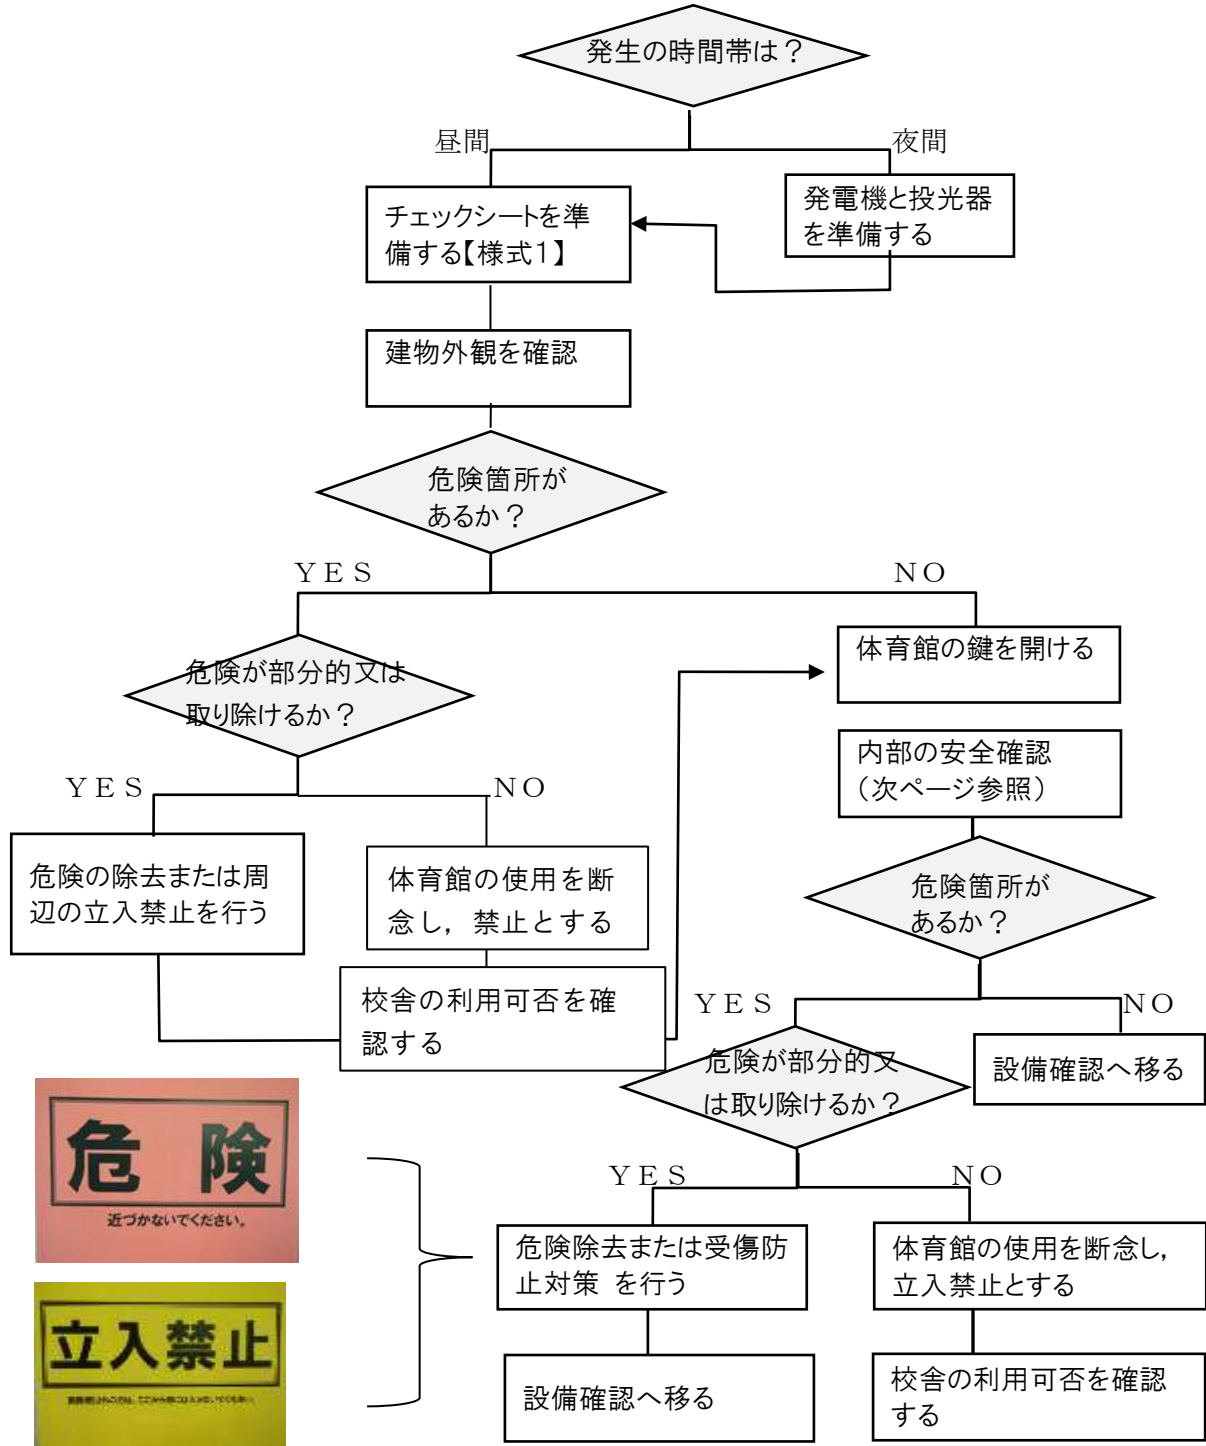 発生の時間帯は？
昼間
夜間
チェックシートを準
備する【様式1】
発電機と投光器
を準備する
建物外観を確認
危険箇所が
あるか？
YES
NO
危険が部分的又は
取り除けるか？
体育館の鍵を開ける
内部の安全確認
（次ページ参照）
YES
NO
危険の除去または周
辺の立入禁止を行う
体育館の使用を断
念し，禁止とする
危険箇所が
あるか？
校舎の利用可否を確
認する
YES
NO
危険が部分的又
は取り除けるか？
設備確認へ移る
危険
近づかないでください。
YES
NO
危険除去または受傷防
止対策 を行う
体育館の使用を断念し，
立入禁止とする
立入禁止
設備確認へ移る
校舎の利用可否を確認
する